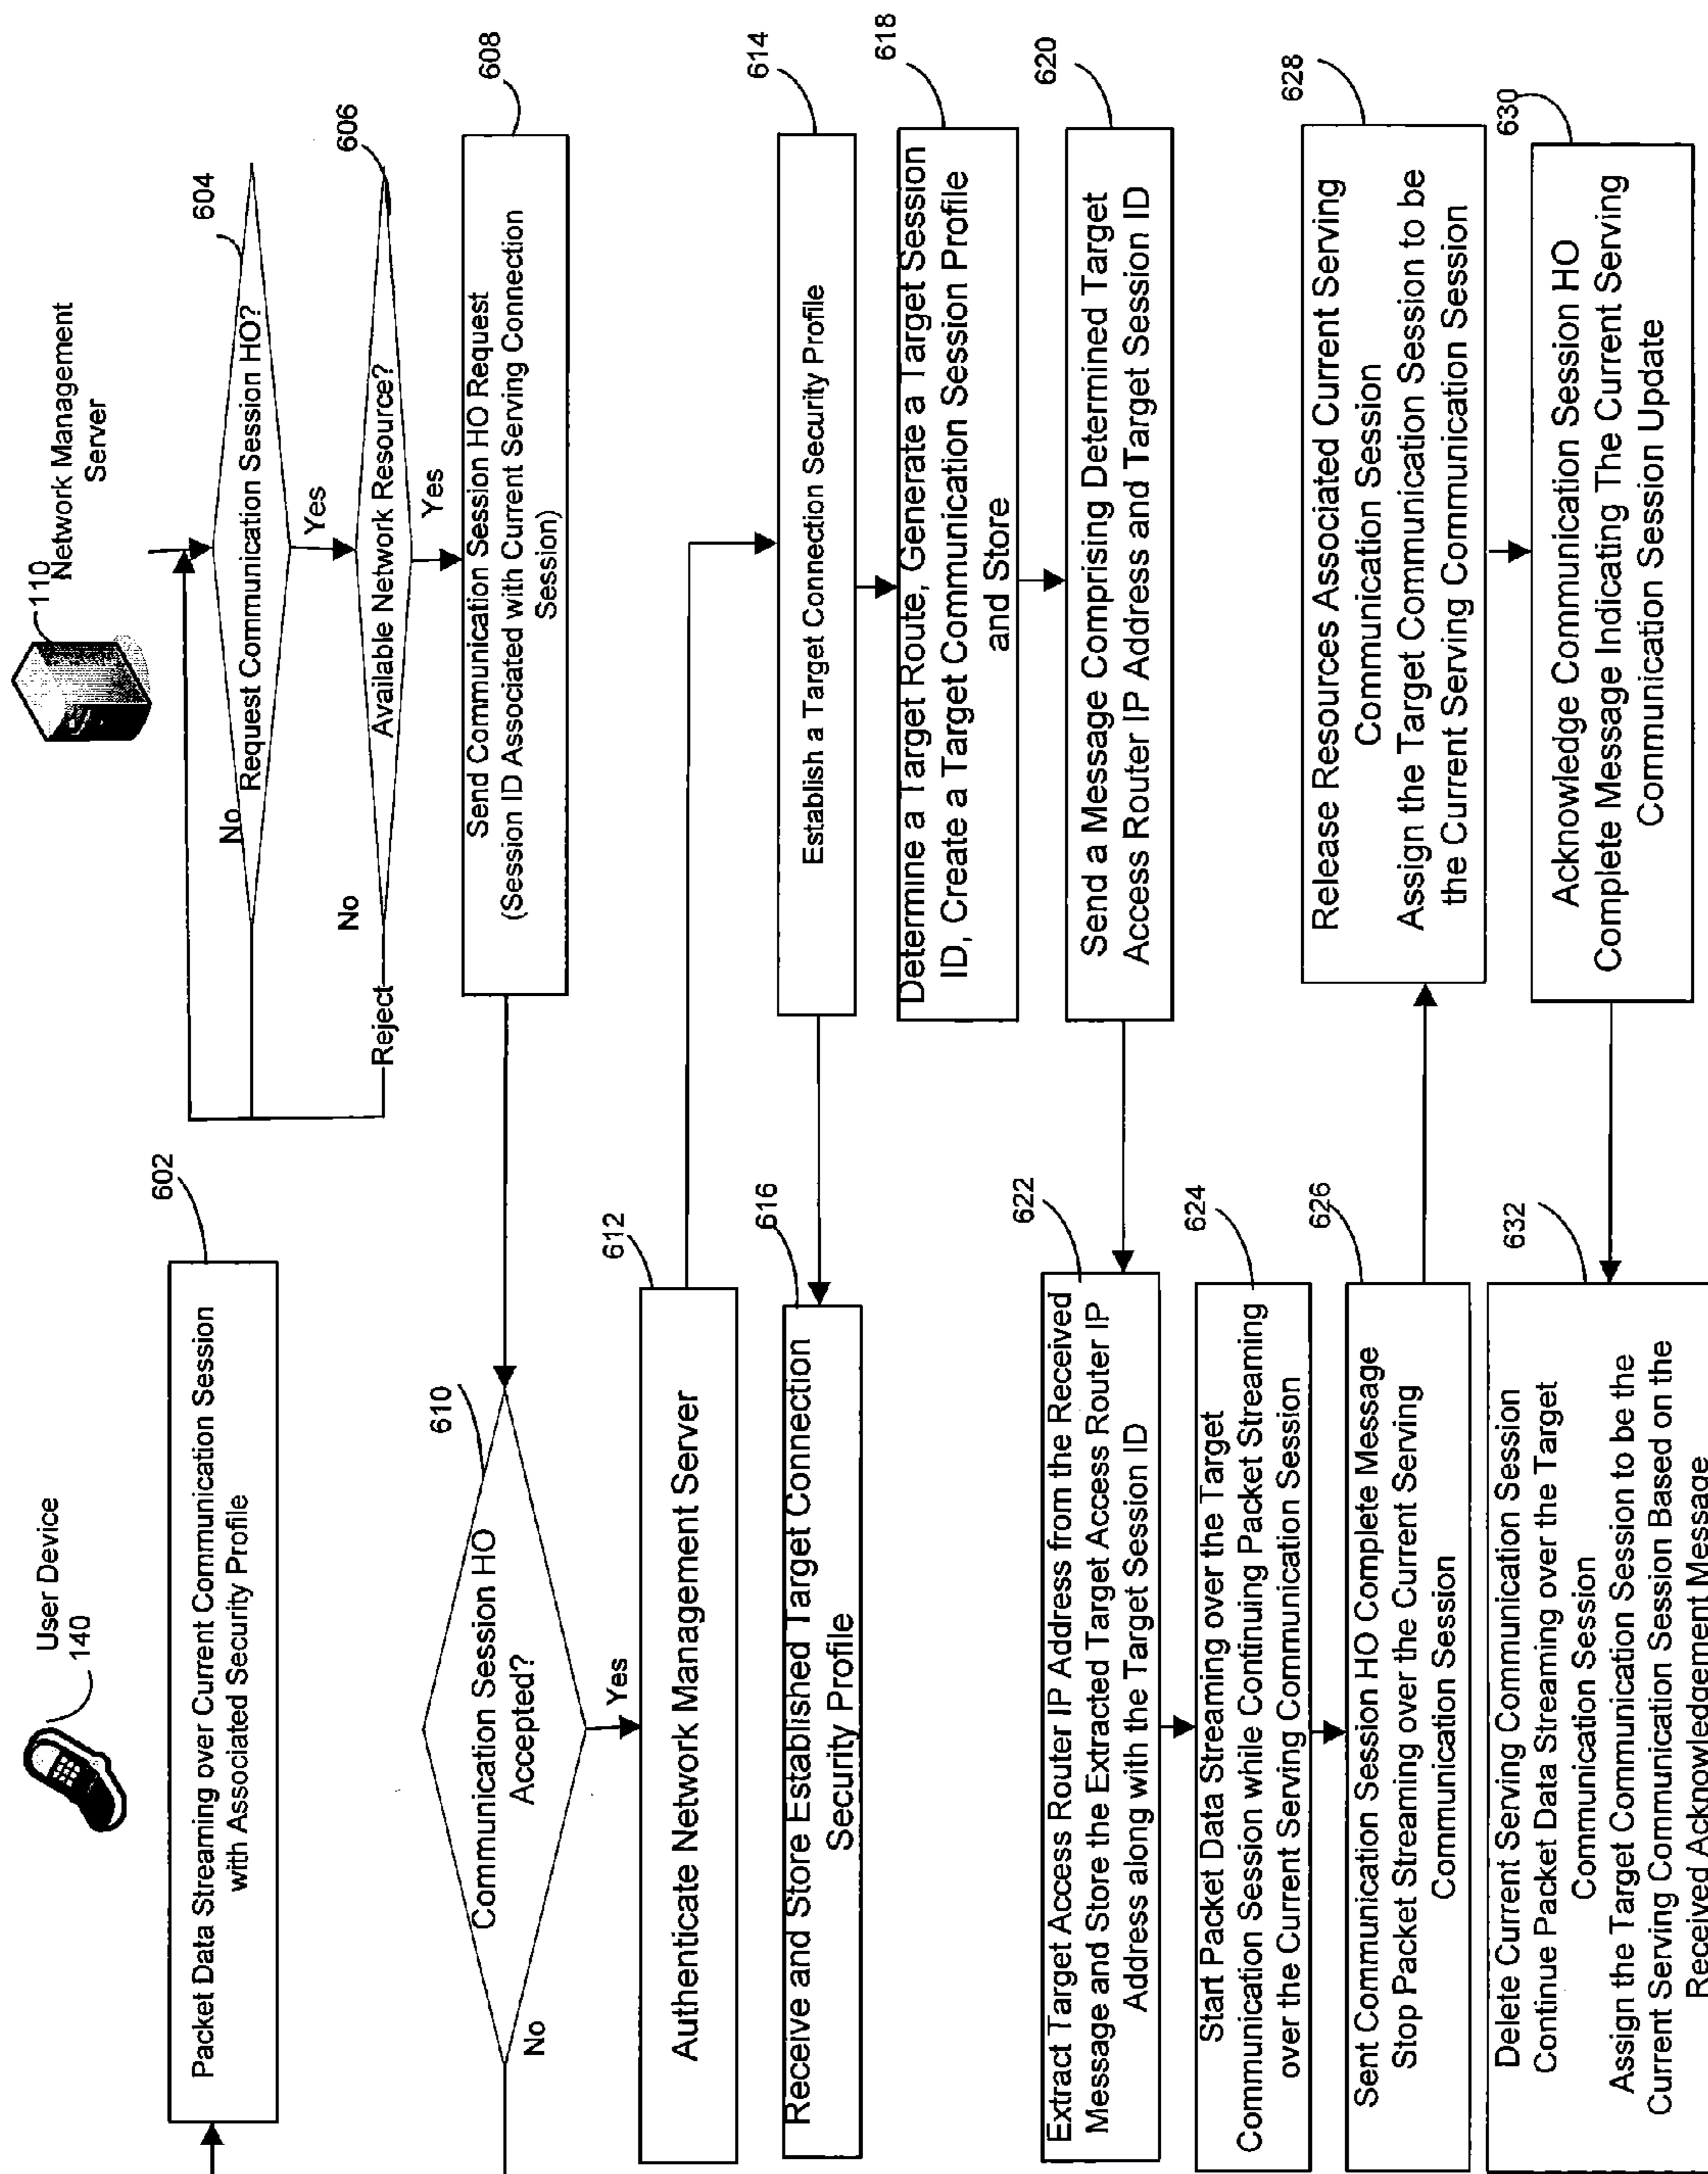 User Device
140
110
Network Management
Server
602
Packet Data Streaming over Current Communication Session
with Associated Security Profile
604
Request Communication Session HO?
No
Yes
606
Available Network Resource?
No
Reject
Yes
608
Send Communication Session HO Request
(Session ID Associated with Current Serving Connection
Session)
610
Communication Session HO
Accepted?
No
Yes
612
Authenticate Network Management Server
614
Establish a Target Connection Security Profile
616
Receive and Store Established Target Connection
Security Profile
618
Determine a Target Route, Generate a Target Session
ID, Create a Target Communication Session Profile
and Store
620
Send a Message Comprising Determined Target
Access Router IP Address and Target Session ID
622
Extract Target Access Router IP Address from the Received
Message and Store the Extracted Target Access Router IP
Address along with the Target Session ID
624
Start Packet Data Streaming over the Target
Communication Session while Continuing Packet Streaming
over the Current Serving Communication Session
626
Sent Communication Session HO Complete Message
Stop Packet Streaming over the Current Serving
Communication Session
628
Release Resources Associated Current Serving
Communication Session
Assign the Target Communication Session to be
the Current Serving Communication Session
630
Acknowledge Communication Session HO
Complete Message Indicating The Current Serving
Communication Session Update
632
Delete Current Serving Communication Session
Continue Packet Data Streaming over the Target
Communication Session
Assign the Target Communication Session to be the
Current Serving Communication Session Based on the
Received Acknowledgement Message